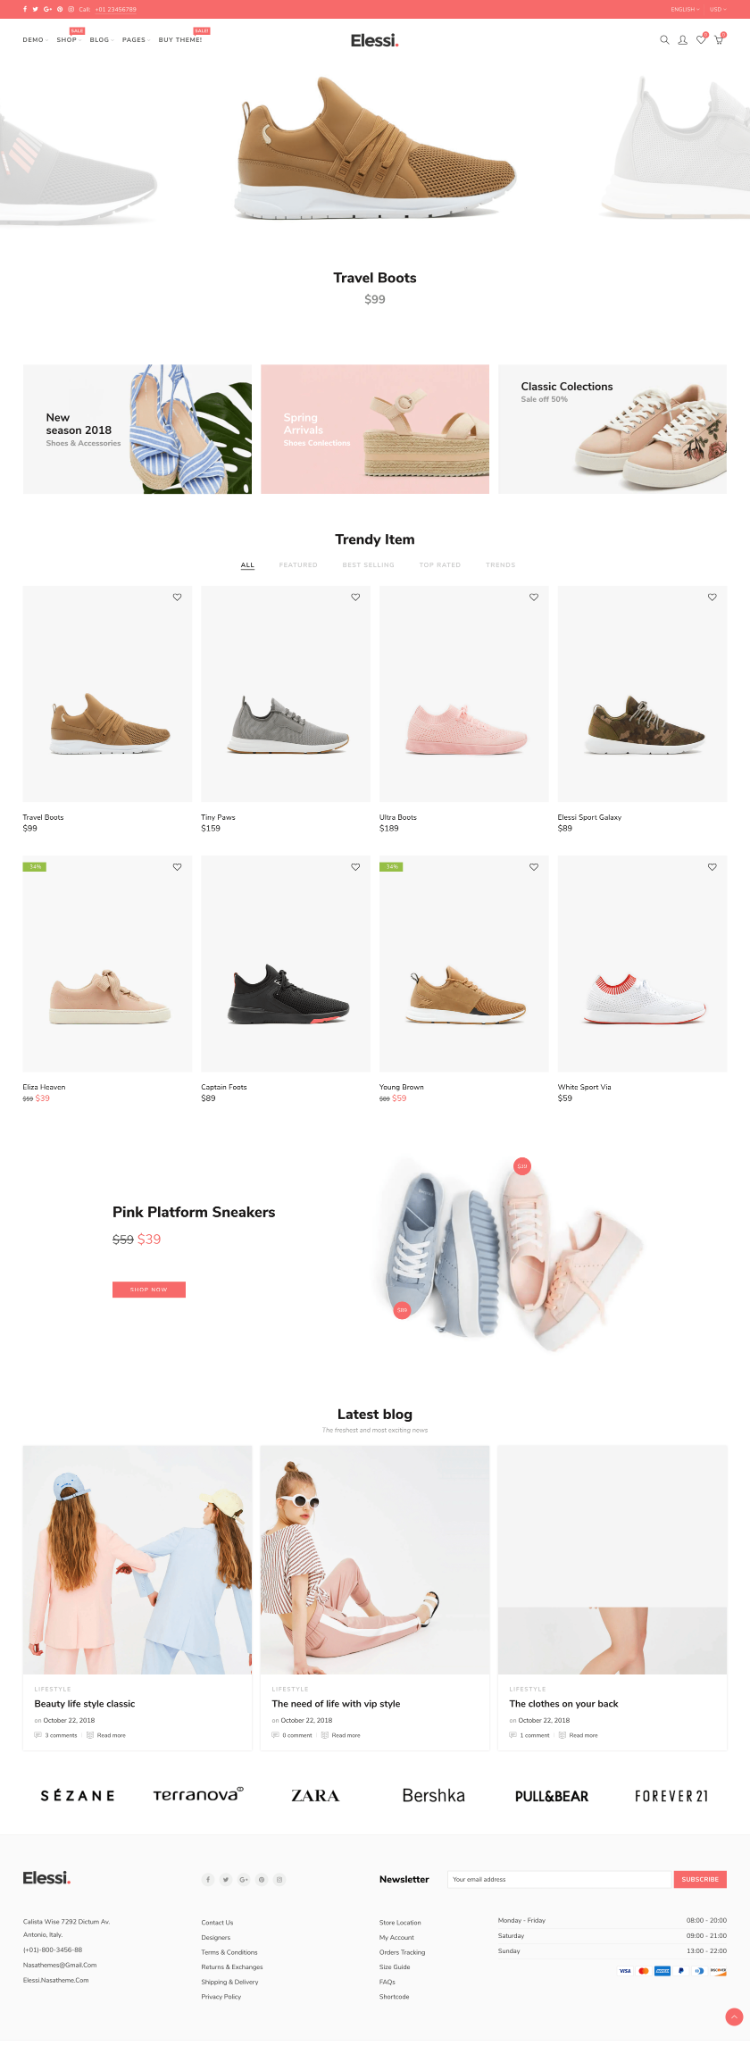 Call: +01 23456789
ENGLISH
USD
DEMO
SHOP
SALE
BLOG
PAGES
BUY THEME!
SALE!
Elessi.
0
0
Travel Boots
$99
New
season 2018
Shoes & Accessories
Spring
Arrivals
Shoes Conlections
Classic Colections
Sale off 50%
Trendy Item
ALL
FEATURED
BEST SELLING
TOP RATED
TRENDS
Travel Boots
$99
Tiny Paws
$159
Ultra Boots
$189
Elessi Sport Galaxy
$89
Eliza Heaven
$39
Captain Foots
$89
Young Brown
$59
White Sport Via
$59
Pink Platform Sneakers
$59 $39
SHOP NOW
Latest blog
The freshest and most exciting news
LIFESTYLE
Beauty life style classic
on October 22, 2018
3 comments
Read more
LIFESTYLE
The need of life with vip style
on October 22, 2018
0 comment
Read more
LIFESTYLE
The clothes on your back
on October 22, 2018
1 comment
Read more
SÉZANE
terranova
ZARA
Bershka
PULL&BEAR
FOREVER 21
Elessi.
Newsletter
Your email address
SUBSCRIBE
Calista Wise 7292 Dictum Av.
Antonio, Italy.
(+01)-800-3456-88
Nasathemes@Gmail.Com
Elessi.Nasatheme.Com
Contact Us
Designers
Terms & Conditions
Returns & Exchanges
Shipping & Delivery
Privacy Policy
Store Location
My Account
Orders Tracking
Size Guide
FAQs
Shortcode
Monday - Friday
08:00 - 20:00
Saturday
09:00 - 21:00
Sunday
13:00 - 22:00
VISA
DISCOVER